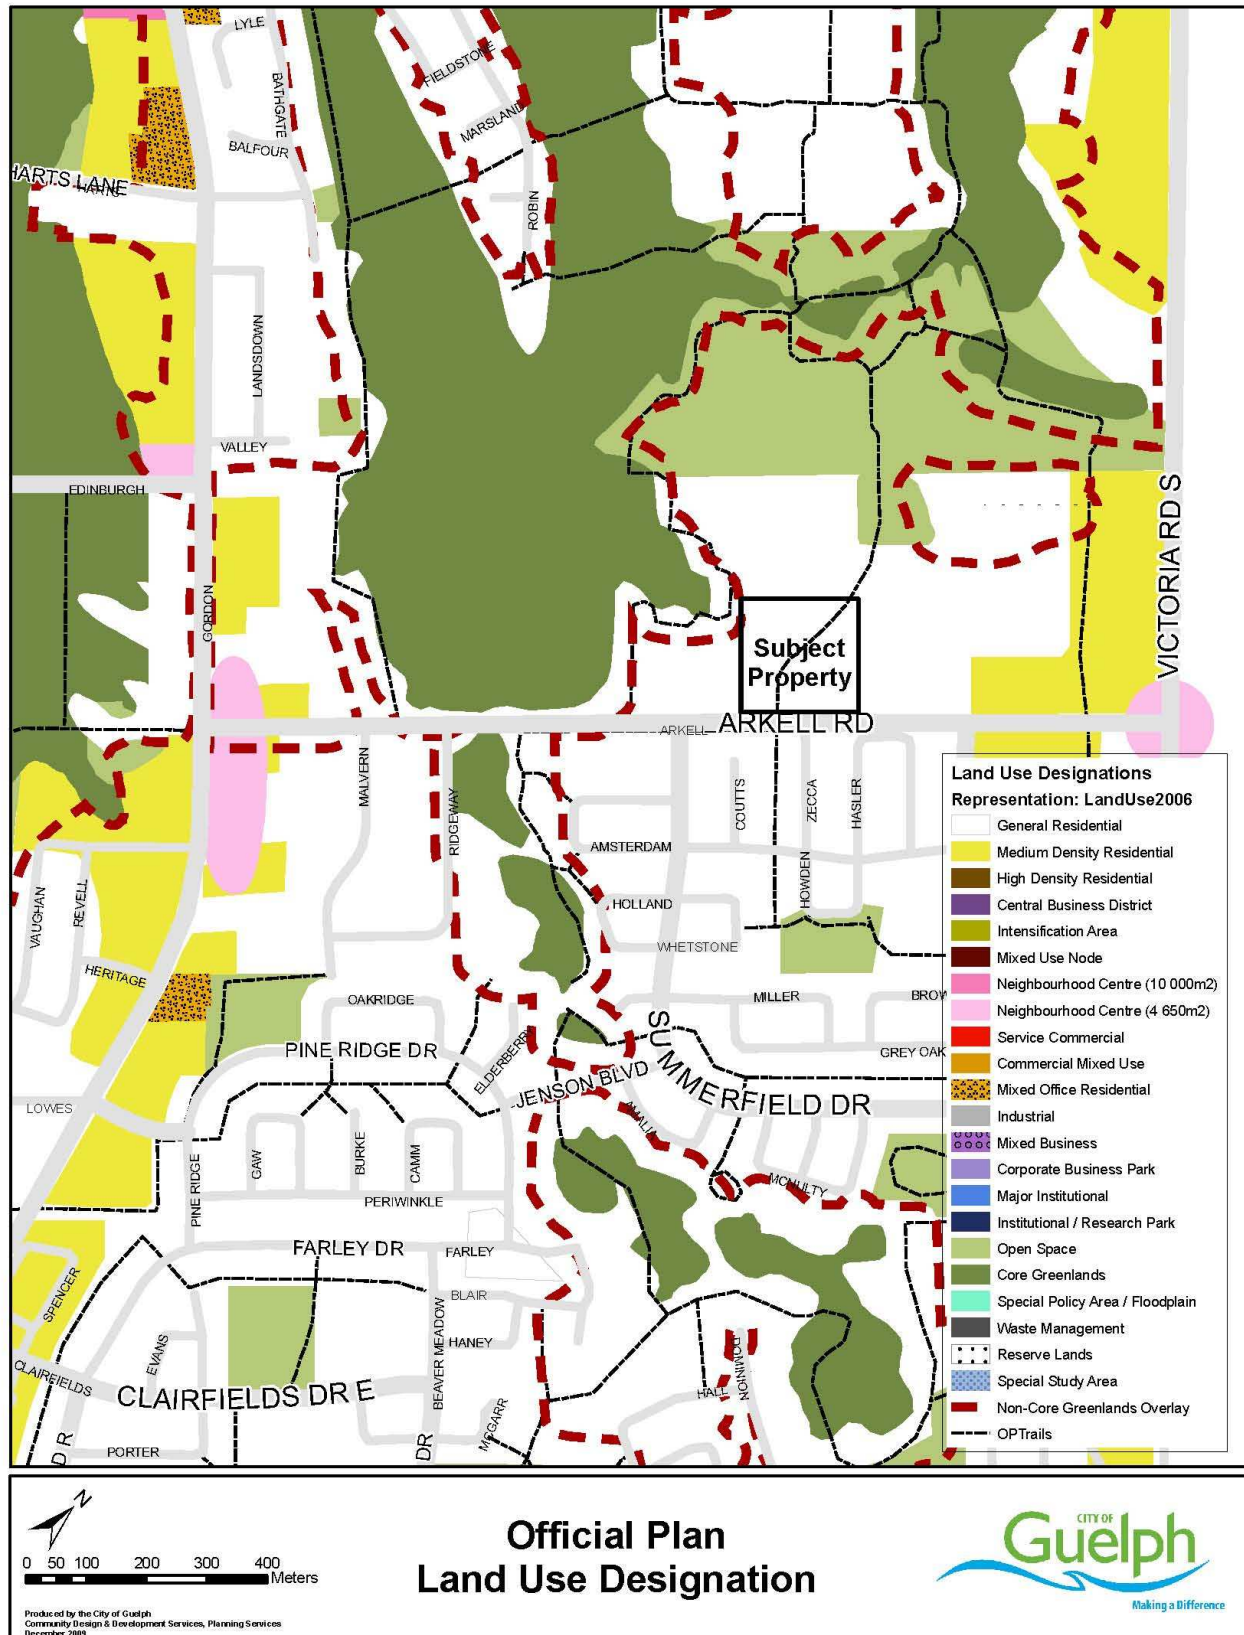 LYLE
BATHGATE
BALFOUR
FIELDSTONE
MARSLAND
ROBIN
HARTS LANE
HARTS
LANDSDOWN
VALLEY
EDINBURGH
GORDON
VICTORIA RD S
Subject
Property
ARKELL
ARKELL RD
MALVERN
RIDGEWAY
COUTTS
ZECCA
HASLER
AMSTERDAM
HOLLAND
HOWDEN
WHETSTONE
VAUGHAN
REVELL
HERITAGE
OAKRIDGE
MILLER
BROW
GREY OAK
PINE RIDGE DR
ELDERBERRY
JENSON BLVD
SUMMERFIELD DR
AMALIA
MCNULTY
LOWES
GAW
BURKE
CAMM
PINE RIDGE
PERIWINKLE
FARLEY DR
FARLEY
SPENCER
BLAIR
BEAVER MEADOW
HANEY
EVANS
CLAIRFIELDS
CLAIRFIELDS DR E
DOMINION
HALL
MCGARR
PORTER
D R
DR
Land Use Designations
Representation: LandUse2006
General Residential
Medium Density Residential
High Density Residential
Central Business District
Intensification Area
Mixed Use Node
Neighbourhood Centre (10 000m2)
Neighbourhood Centre (4 650m2)
Service Commercial
Commercial Mixed Use
Mixed Office Residential
Industrial
Mixed Business
Corporate Business Park
Major Institutional
Institutional / Research Park
Open Space
Core Greenlands
Special Policy Area / Floodplain
Waste Management
Reserve Lands
Special Study Area
Non-Core Greenlands Overlay
OPTrails
N
0 50 100 200 300 400
Meters
Produced by the City of Guelph
Community Design & Development Services, Planning Services
December 2009
Official Plan
Land Use Designation
CITY OF
Guelph
Making a Difference